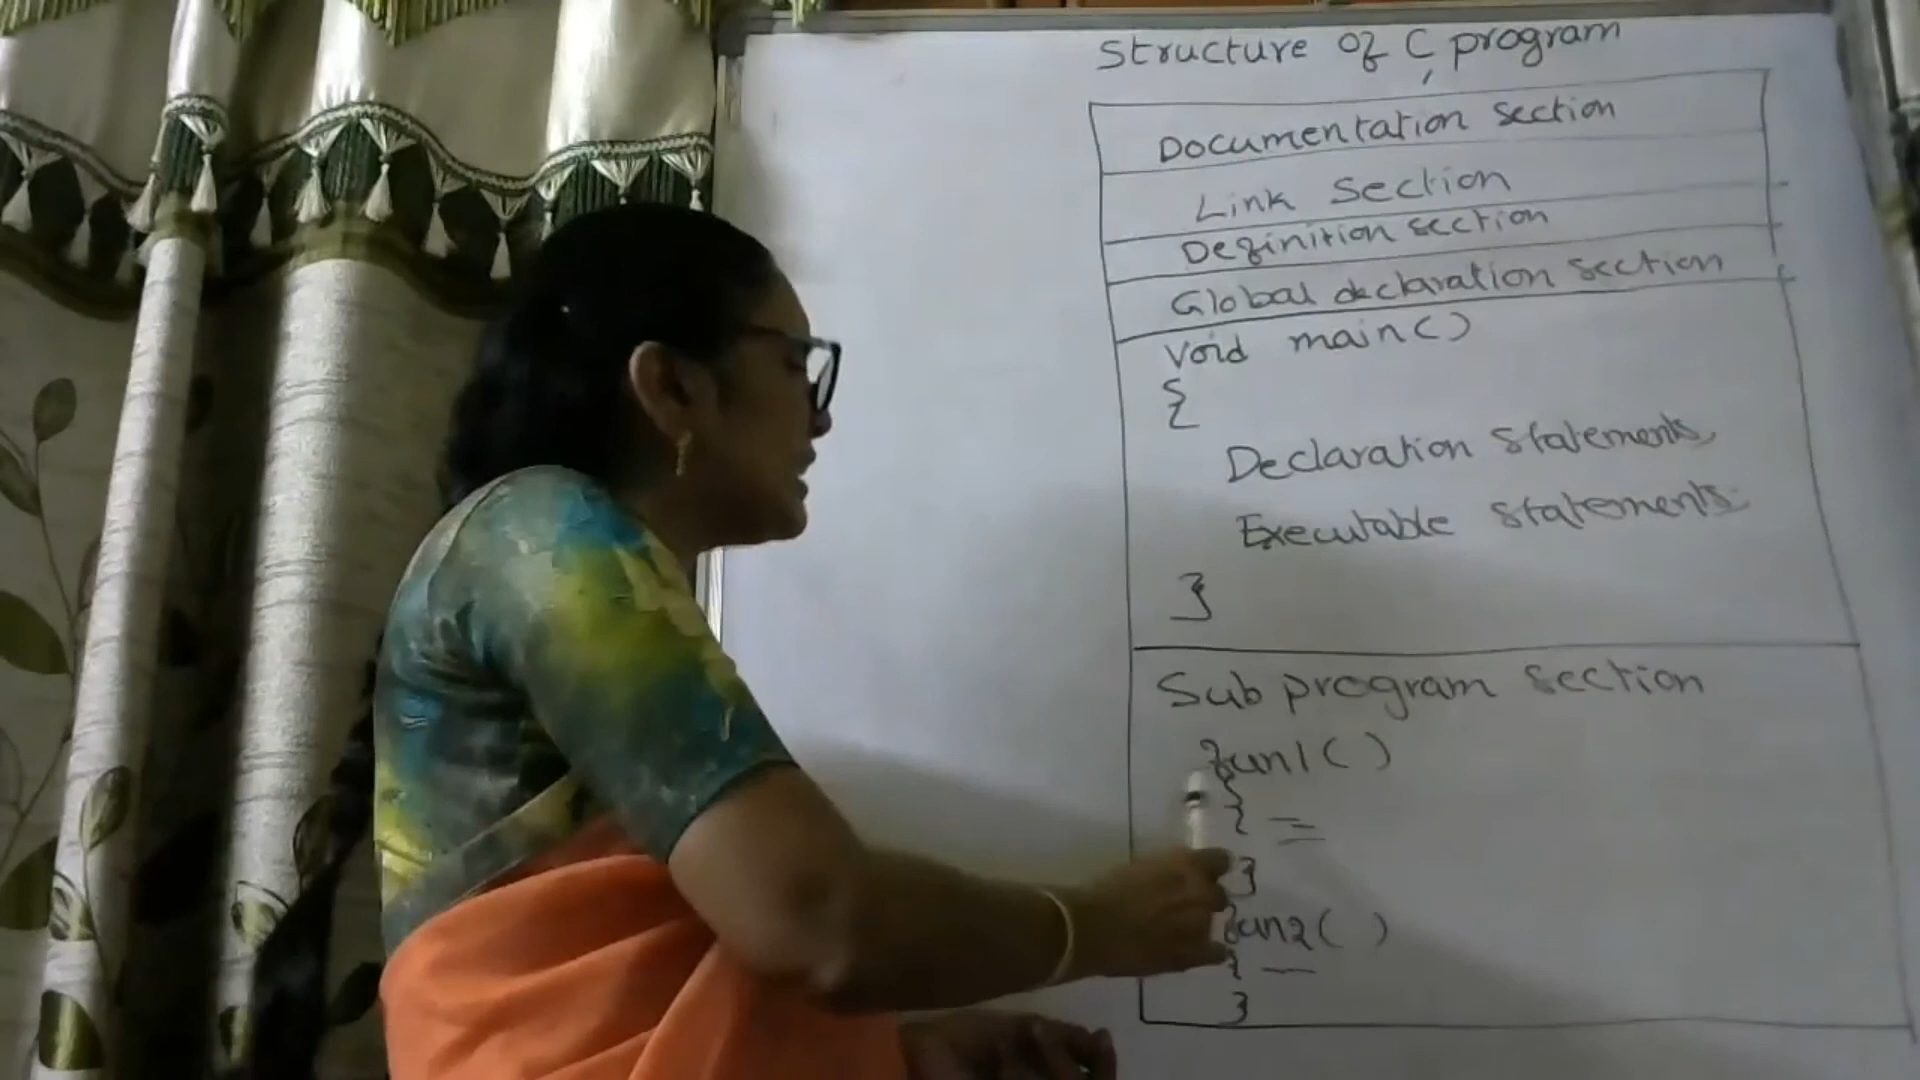 Structure of C program
Documentation section
Link Section
Definition section
Global declaration section
void main()
{
Declaration statements
Executable statements
}
Sub program section
fun1()
{
}
fun2()
{
}